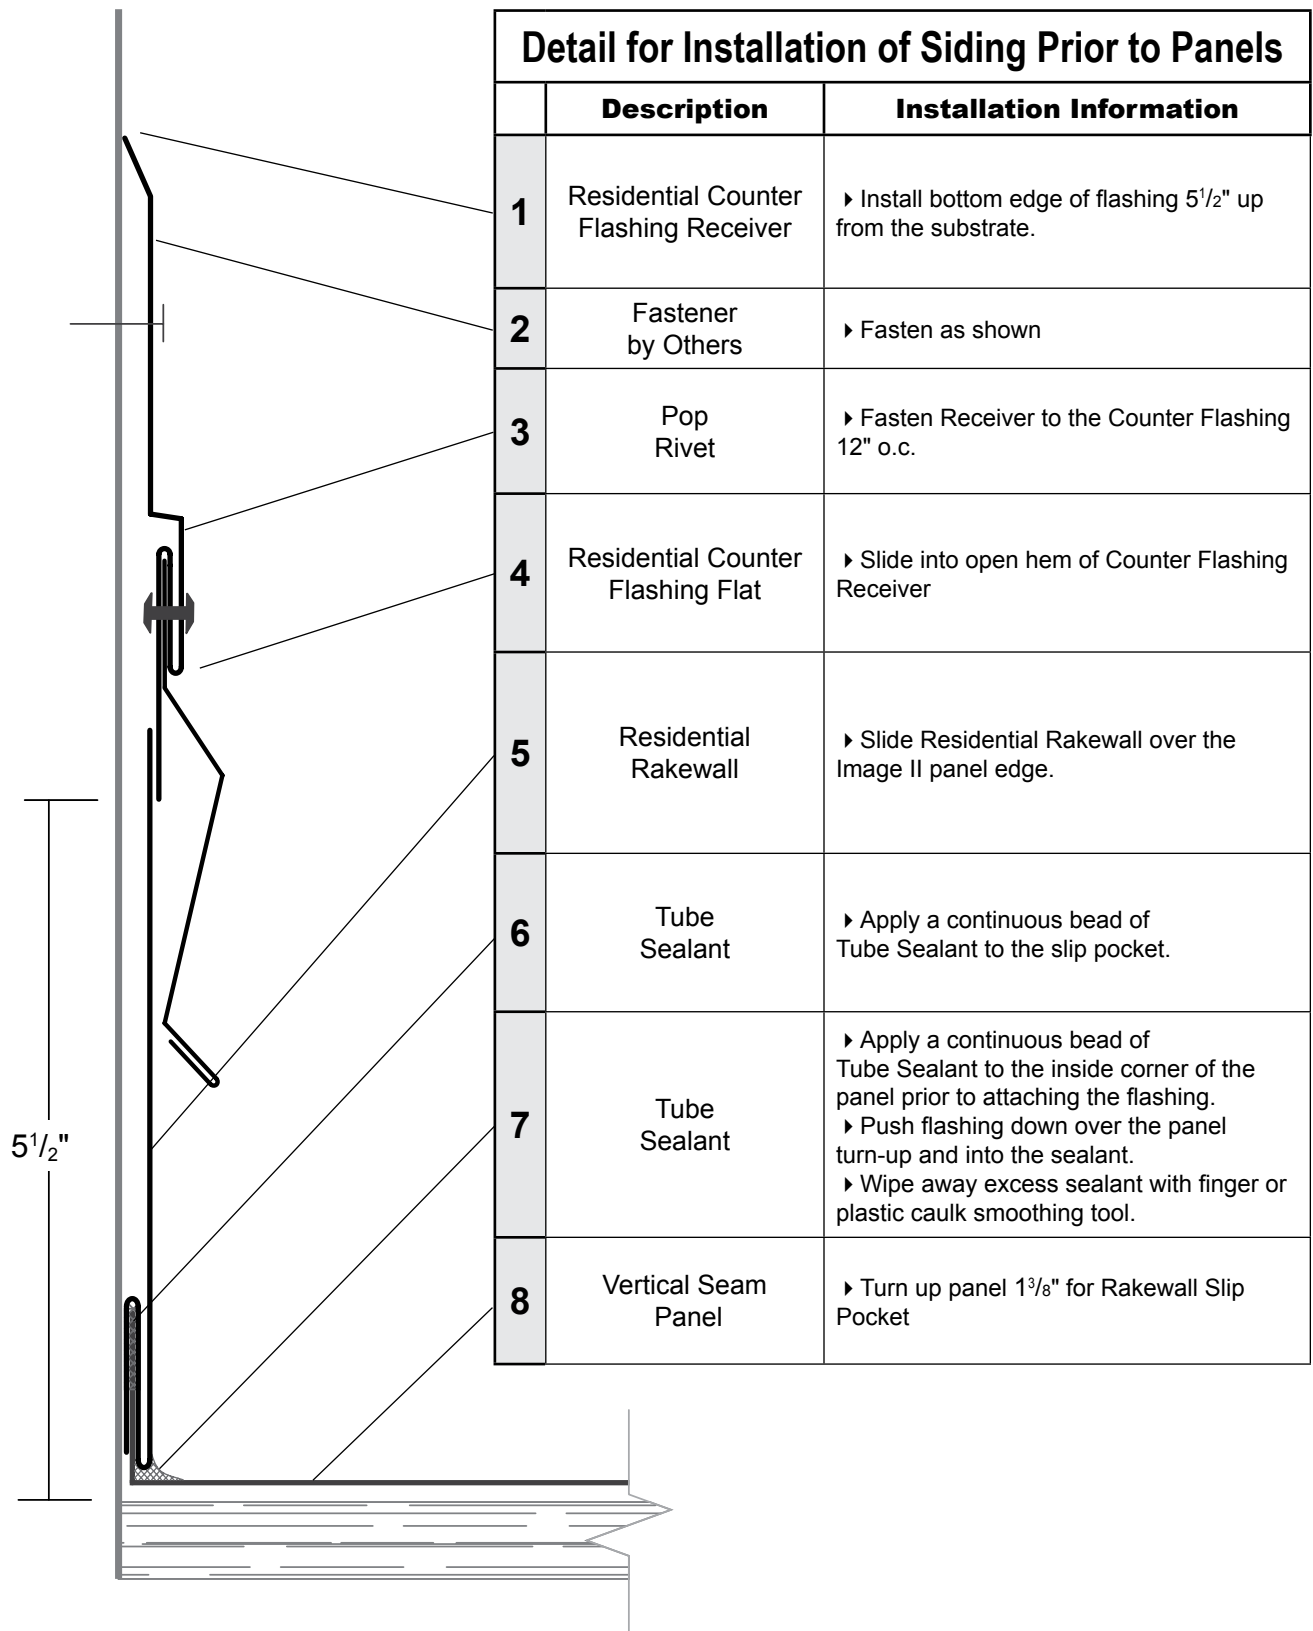 Detail for Installation of Siding Prior to Panels
Description
Installation Information
1
Residential Counter
Flashing Receiver
▸ Install bottom edge of flashing 5 1/2" up
from the substrate.
2
Fastener
by Others
▸ Fasten as shown
3
Pop
Rivet
▸ Fasten Receiver to the Counter Flashing
12" o.c.
4
Residential Counter
Flashing Flat
▸ Slide into open hem of Counter Flashing
Receiver
5
Residential
Rakewall
▸ Slide Residential Rakewall over the
Image II panel edge.
6
Tube
Sealant
▸ Apply a continuous bead of
Tube Sealant to the slip pocket.
7
Tube
Sealant
▸ Apply a continuous bead of
Tube Sealant to the inside corner of the
panel prior to attaching the flashing.
▸ Push flashing down over the panel
turn-up and into the sealant.
▸ Wipe away excess sealant with finger or
plastic caulk smoothing tool.
8
Vertical Seam
Panel
▸ Turn up panel 1 3/8" for Rakewall Slip
Pocket
5 1/2"